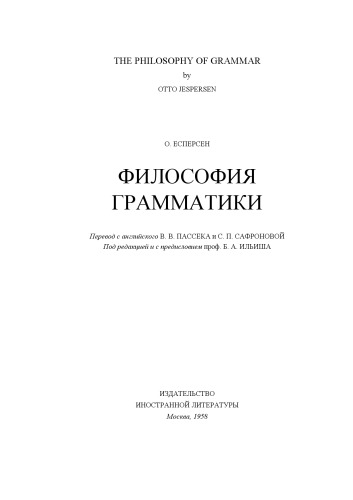 THE PHILOSOPHY OF GRAMMAR
by
OTTO JESPERSEN
О. ЕСПЕРСЕН
ФИЛОСОФИЯ
ГРАММАТИКИ
Перевод с английского В. В. ПАССЕКА и С. П. САФРОНОВОЙ
Под редакцией и с предисловием проф. Б. А. ИЛЬИША
ИЗДАТЕЛЬСТВО
ИНОСТРАННОЙ ЛИТЕРАТУРЫ
Москва, 1958